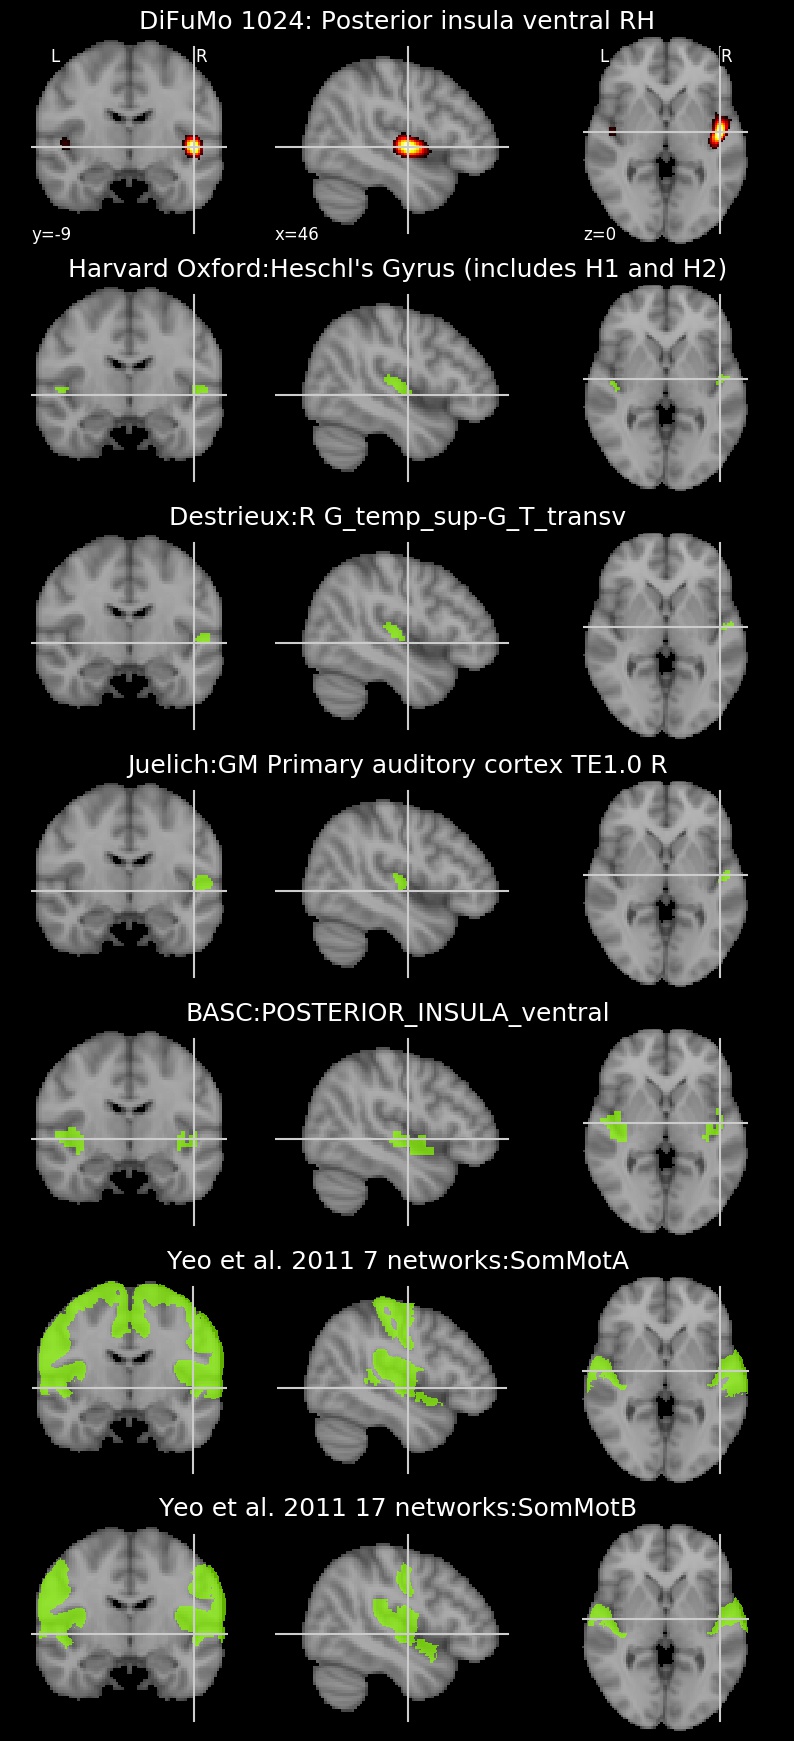 DiFuMo 1024: Posterior insula ventral RH
L R L R
y=-9 x=46 z=0
Harvard Oxford:Heschl's Gyrus (includes H1 and H2)
Destrieux:R G_temp_sup-G_T_transv
Juelich:GM Primary auditory cortex TE1.0 R
BASC:POSTERIOR_INSULA_ventral
Yeo et al. 2011 7 networks:SomMotA
Yeo et al. 2011 17 networks:SomMotB